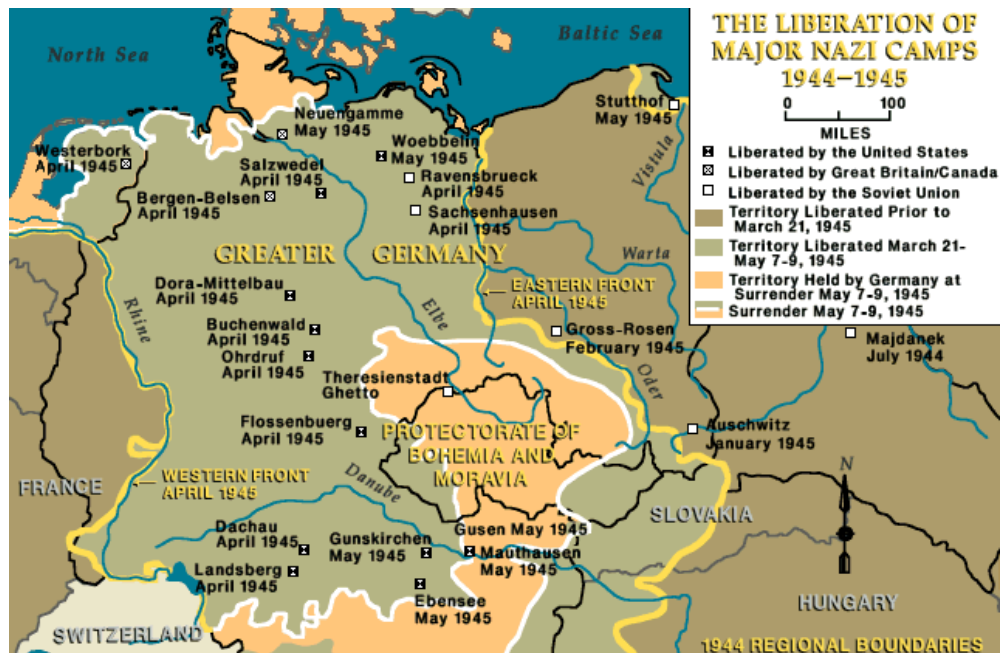 THE LIBERATION OF
MAJOR NAZI CAMPS
1944–1945
0 100
MILES
Liberated by the United States
Liberated by Great Britain/Canada
Liberated by the Soviet Union
Territory Liberated Prior to
March 21, 1945
Territory Liberated March 21-
May 7-9, 1945
Territory Held by Germany at
Surrender May 7-9, 1945
Surrender May 7-9, 1945
North Sea
Baltic Sea
Stutthof
May 1945
Neuengamme
May 1945
Woebbelin
May 1945
Westerbork
April 1945
Salzwedel
April 1945
Ravensbrueck
April 1945
Vistula
Bergen-Belsen
April 1945
Sachsenhausen
April 1945
GREATER GERMANY
Warta
Dora-Mittelbau
April 1945
EASTERN FRONT
APRIL 1945
Rhine
Elbe
Buchenwald
April 1945
Gross-Rosen
February 1945
Majdanek
July 1944
Ohrdruf
April 1945
Theresienstadt
Ghetto
Oder
Flossenbuerg
April 1945
PROTECTORATE OF
BOHEMIA AND
MORAVIA
Auschwitz
January 1945
FRANCE
WESTERN FRONT
APRIL 1945
Danube
N
SLOVAKIA
Dachau
April 1945
Gunskirchen
May 1945
Gusen May 1945
Mauthausen
May 1945
Landsberg
April 1945
Ebensee
May 1945
HUNGARY
SWITZERLAND
1944 REGIONAL BOUNDARIES